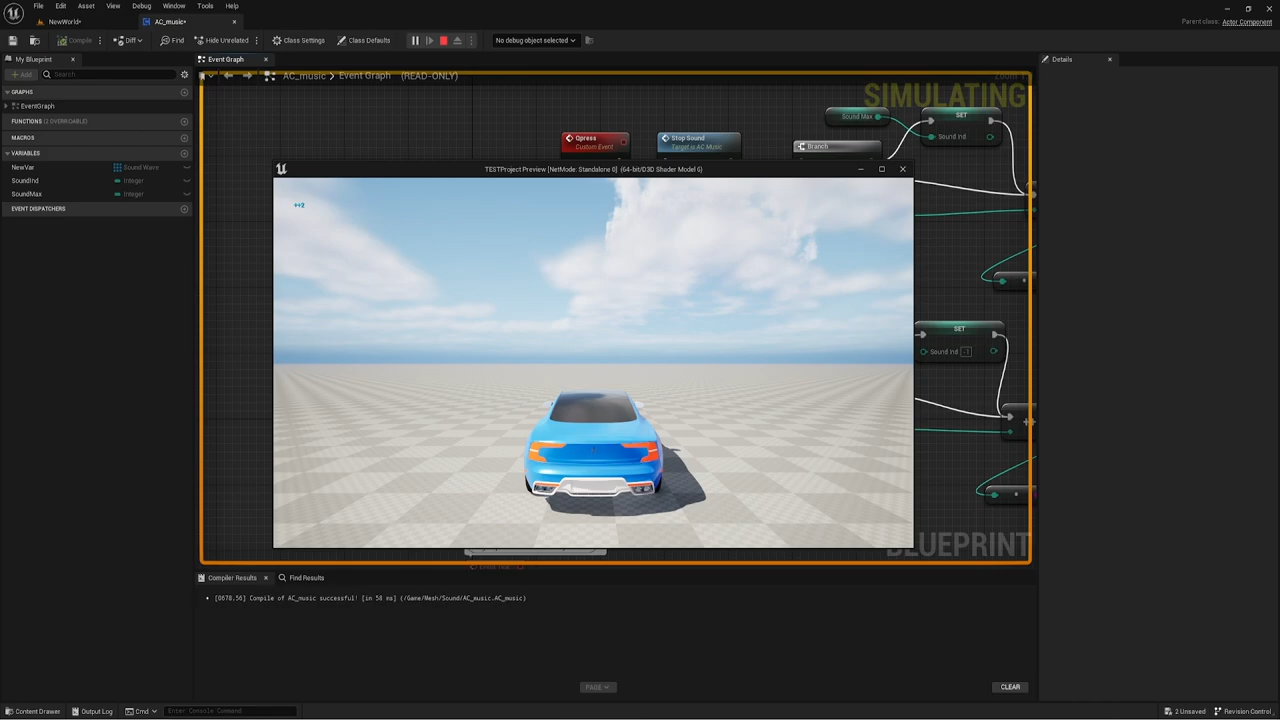 File Edit Asset View Debug Window Tools Help
NewWorld*
AC_music*
Parent class: Actor Component
Compile
Diff
Find
Hide Unrelated
Class Settings
Class Defaults
No debug object selected
My Blueprint
Event Graph
Details
Add
Search
AC_music > Event Graph (READ-ONLY)
SIMULATING
GRAPHS
EventGraph
FUNCTIONS (2 OVERRIDABLE)
MACROS
VARIABLES
NewVar Sound Wave
SoundInd Integer
SoundMax Integer
EVENT DISPATCHERS
Sound Max
SET
Sound Ind
Qpress
Custom Event
Stop Sound
Target is AC Music
Branch
TESTProject Preview [NetMode: Standalone 0] (64-bit/D3D Shader Model 6)
++2
SET
Sound Ind -1
BLUEPRINT
Compiler Results
Find Results
[0678,56] Compile of AC_music successful! [in 58 ms] (/Game/Mesh/Sound/AC_music.AC_music)
PAGE
CLEAR
Content Drawer
Output Log
Cmd
Enter Console Command
2 Unsaved
Revision Control